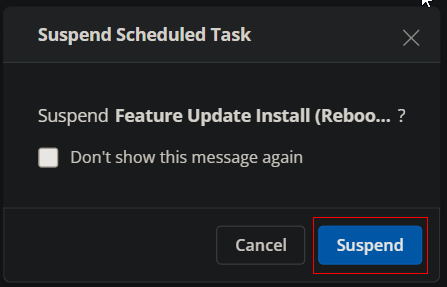 Suspend Scheduled Task
Suspend Feature Update Install (Reboo... ?
Don't show this message again
Cancel
Suspend